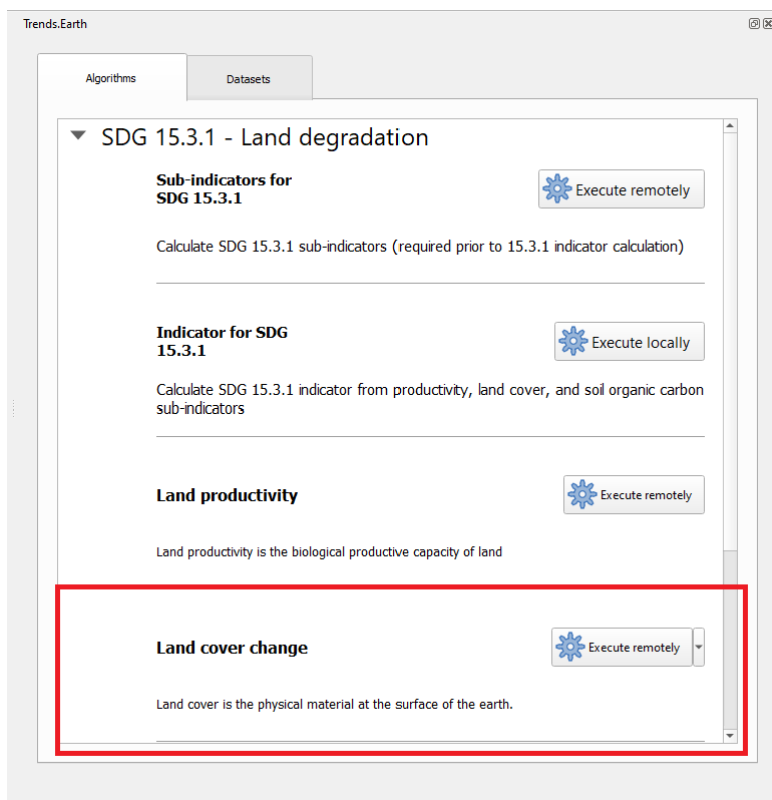 Trends.Earth
Algorithms
Datasets
SDG 15.3.1 - Land degradation
Sub-indicators for
SDG 15.3.1
Execute remotely
Calculate SDG 15.3.1 sub-indicators (required prior to 15.3.1 indicator calculation)
Indicator for SDG
15.3.1
Execute locally
Calculate SDG 15.3.1 indicator from productivity, land cover, and soil organic carbon
sub-indicators
Land productivity
Execute remotely
Land productivity is the biological productive capacity of land
Land cover change
Execute remotely
Land cover is the physical material at the surface of the earth.